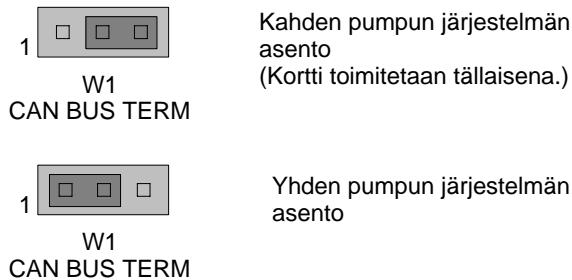 Kahden pumpun järjestelmän
asento
(Kortti toimitetaan tällaisena.)
1
W1
CAN BUS TERM
Yhden pumpun järjestelmän
asento
1
W1
CAN BUS TERM